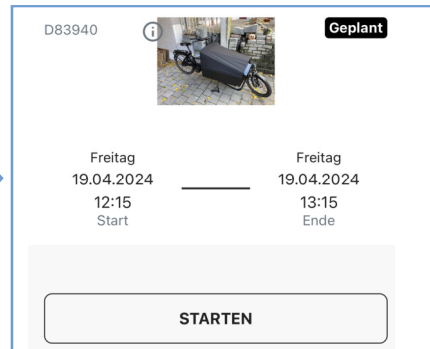 D83940
Geplant
Freitag
19.04.2024
12:15
Start
Freitag
19.04.2024
13:15
Ende
STARTEN